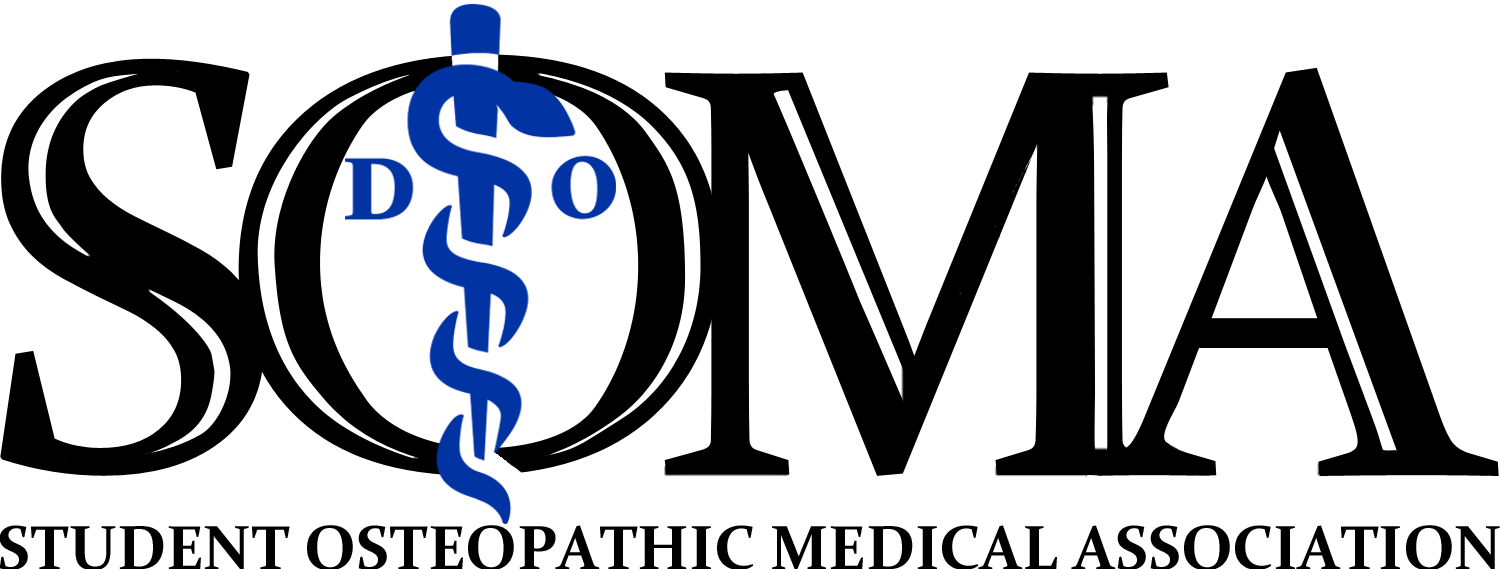 SOMA
D O
STUDENT OSTEOPATHIC MEDICAL ASSOCIATION